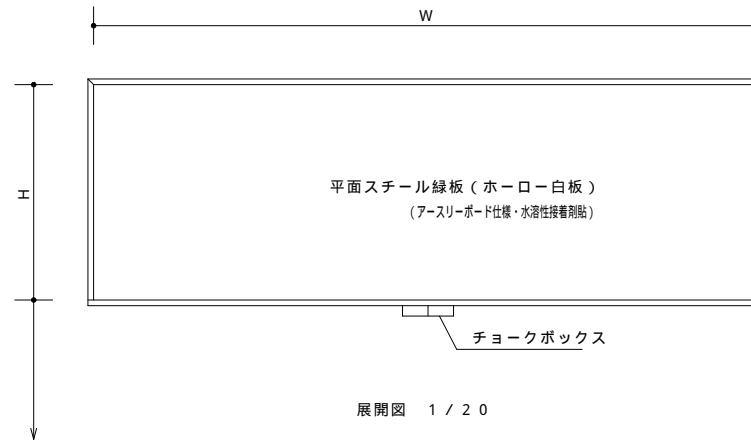 W
H
平面スチール緑板（ホーロー白板）
（アースリーボード仕様・水溶性接着剤貼）
チョークボックス
展開図　１／２０